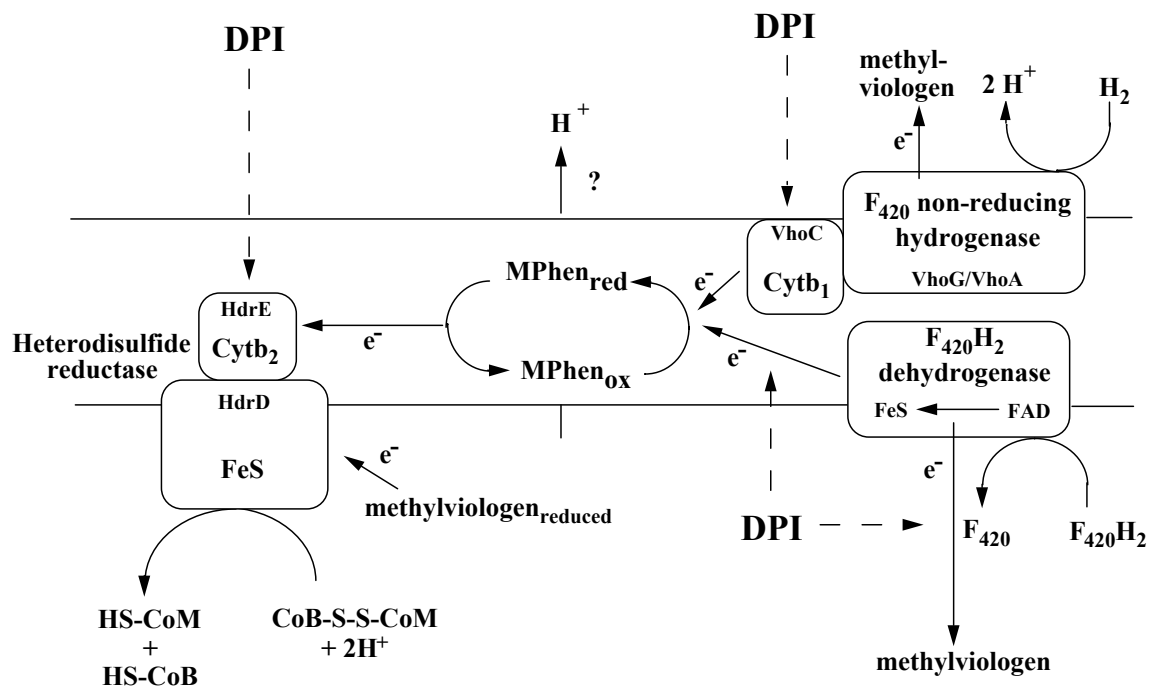 DPI
DPI
methyl-
viologen
2 H+
H2
e-
H+
?
F420 non-reducing
hydrogenase
VhoG/VhoA
VhoC
Cytb1
e-
MPhenred
HdrE
Cytb2
e-
Heterodisulfide
reductase
MPhenox
e-
F420H2
dehydrogenase
FeS
FAD
HdrD
FeS
e-
methylviologenreduced
e-
DPI
F420
F420H2
HS-CoM
+
HS-CoB
CoB-S-S-CoM
+ 2H+
methylviologen